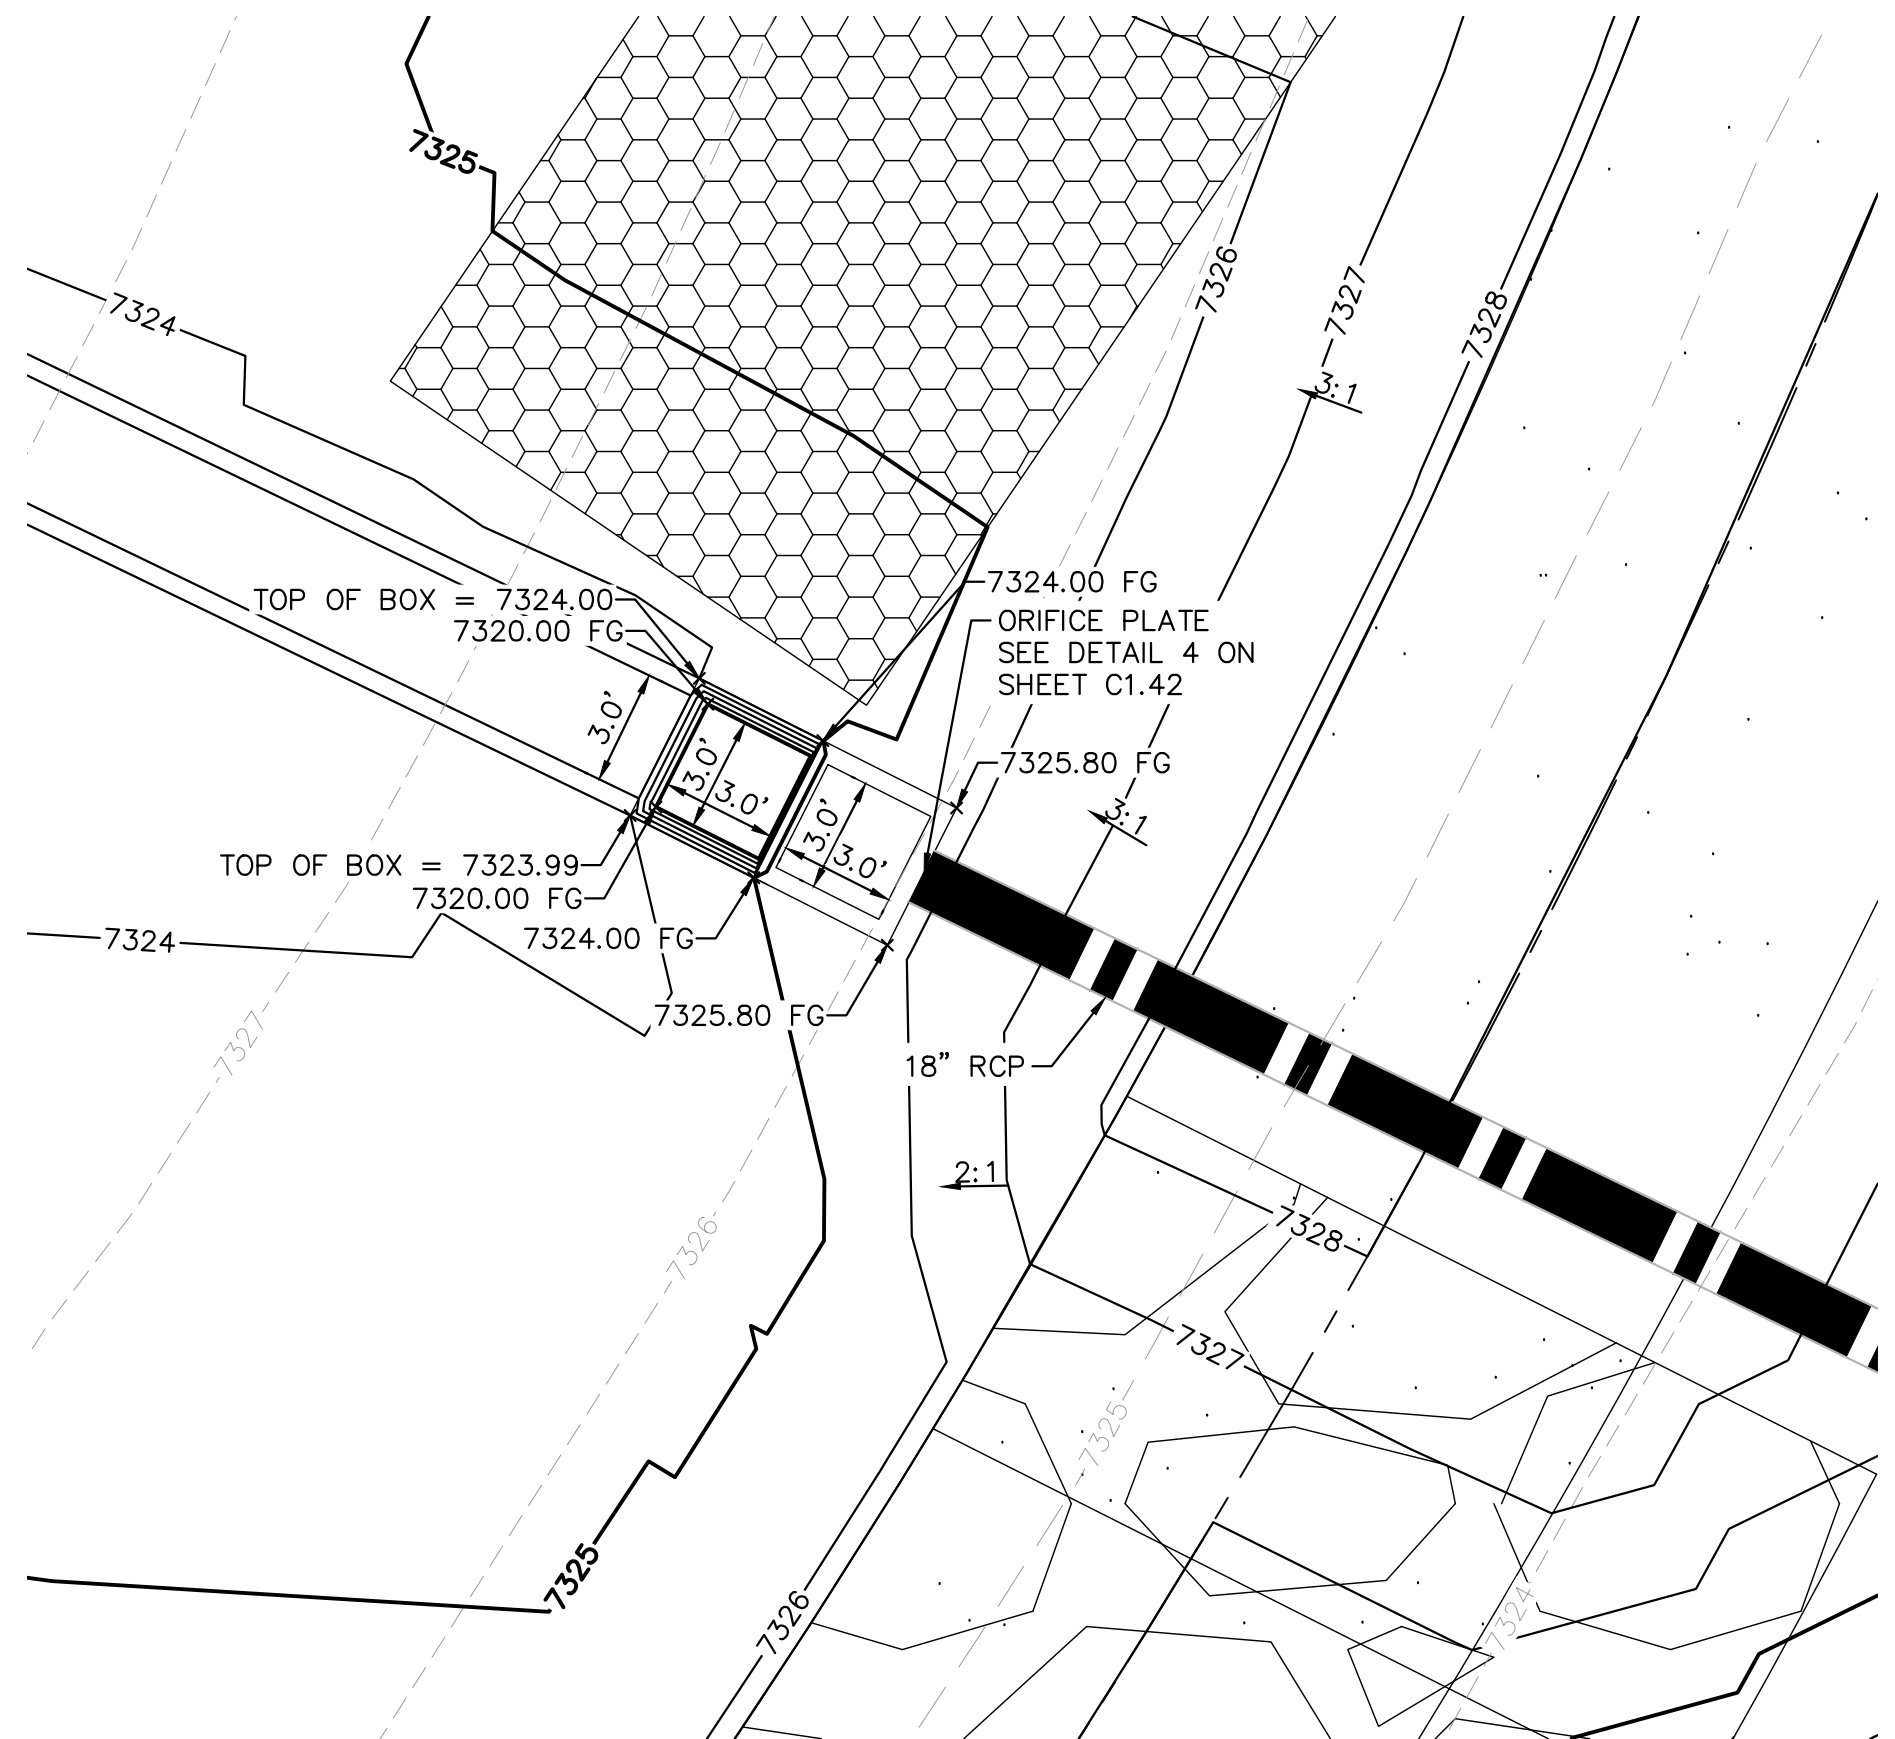 7325
7324
7326
7327
7328
3:1
TOP OF BOX = 7324.00
7320.00 FG
7324.00 FG
ORIFICE PLATE
SEE DETAIL 4 ON
SHEET C1.42
3.0'
3.0'
3.0'
3.0'
3.0'
7325.80 FG
3:1
TOP OF BOX = 7323.99
7320.00 FG
7324.00 FG
7324
7325.80 FG
7327
18" RCP
2:1
7326
7328
7327
7325
7325
7326
7324